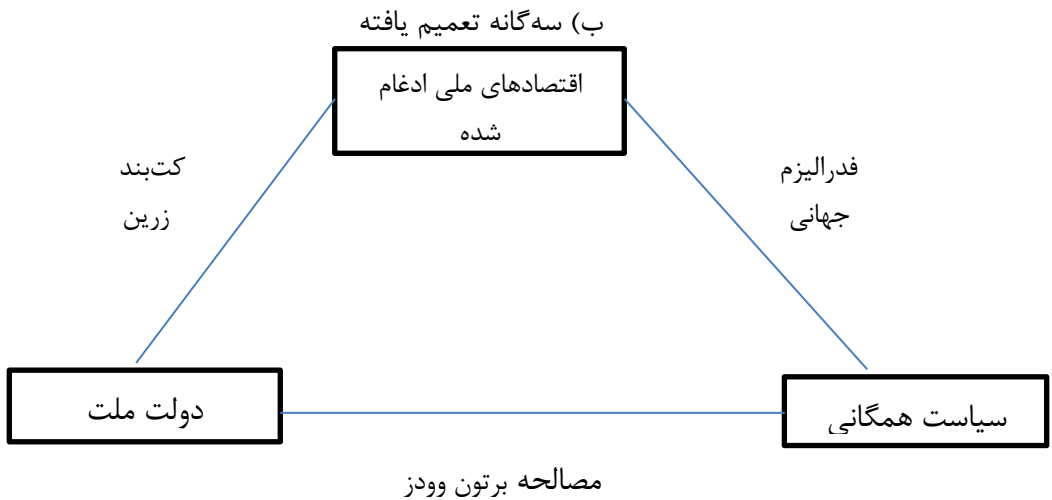 ب) سه‌گانه تعمیم یافته
اقتصادهای ملی ادغام
شده
کت‌بند
زرین
فدرالیزم
جهانی
دولت ملت
سیاست همگانی
مصالحه برتون وودز